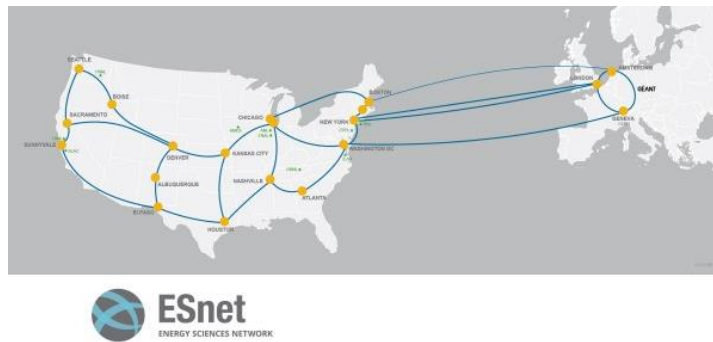 SEATTLE
BOISE
SACRAMENTO
SUNNYVALE
DENVER
ALBUQUERQUE
EL PASO
HOUSTON
KANSAS CITY
CHICAGO
NASHVILLE
ATLANTA
WASHINGTON DC
NEW YORK
BOSTON
AMSTERDAM
LONDON
GÉANT
GENEVA
ESnet
ENERGY SCIENCES NETWORK